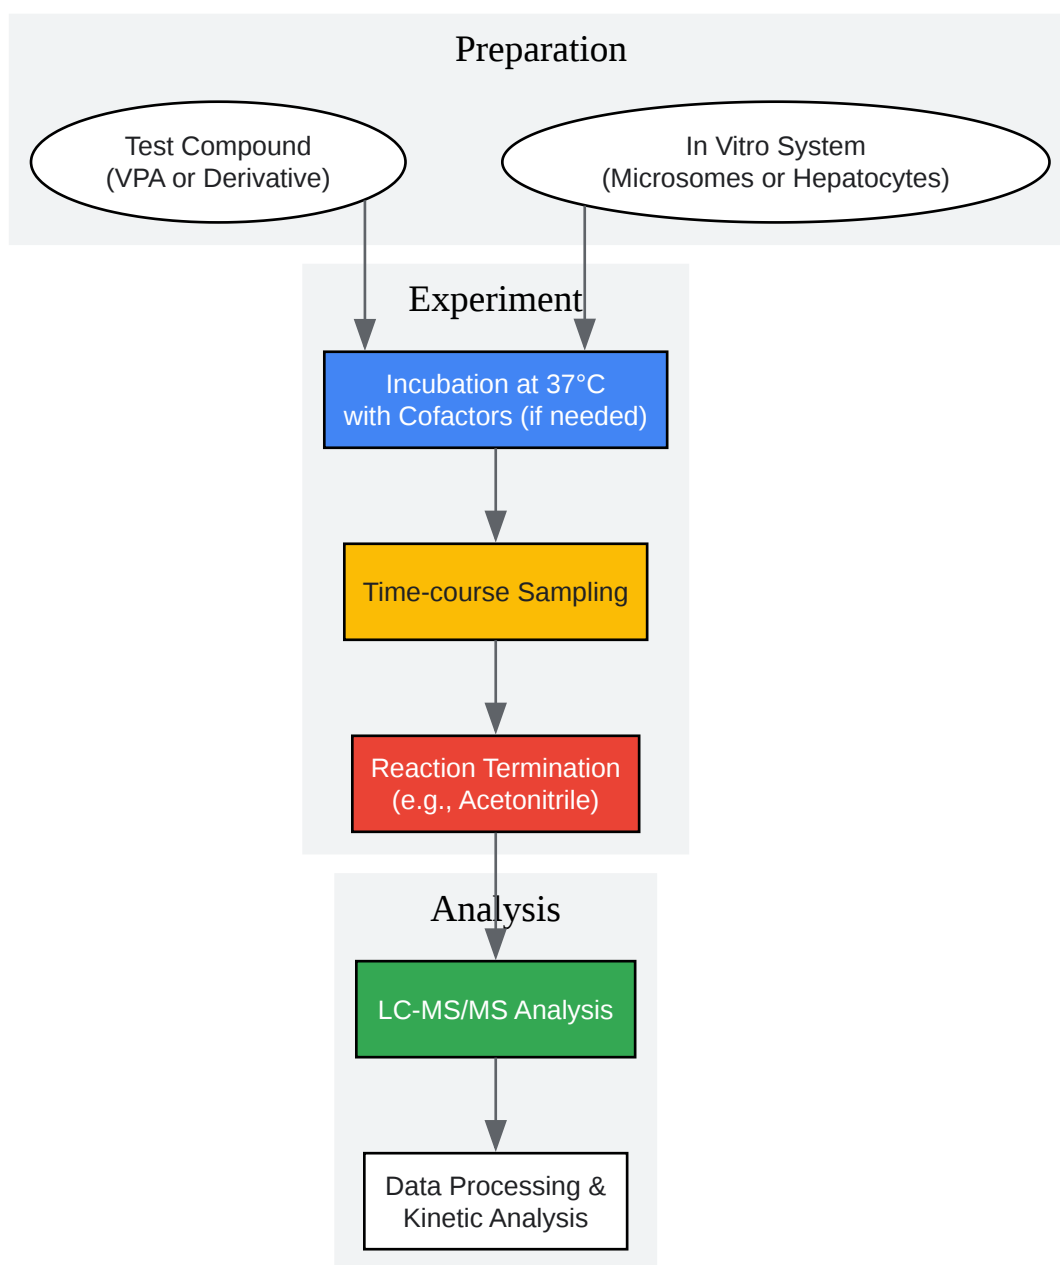 Preparation
Test Compound
(VPA or Derivative)
In Vitro System
(Microsomes or Hepatocytes)
Experiment
Incubation at 37°C
with Cofactors (if needed)
Time-course Sampling
Reaction Termination
(e.g., Acetonitrile)
Analysis
LC-MS/MS Analysis
Data Processing &
Kinetic Analysis